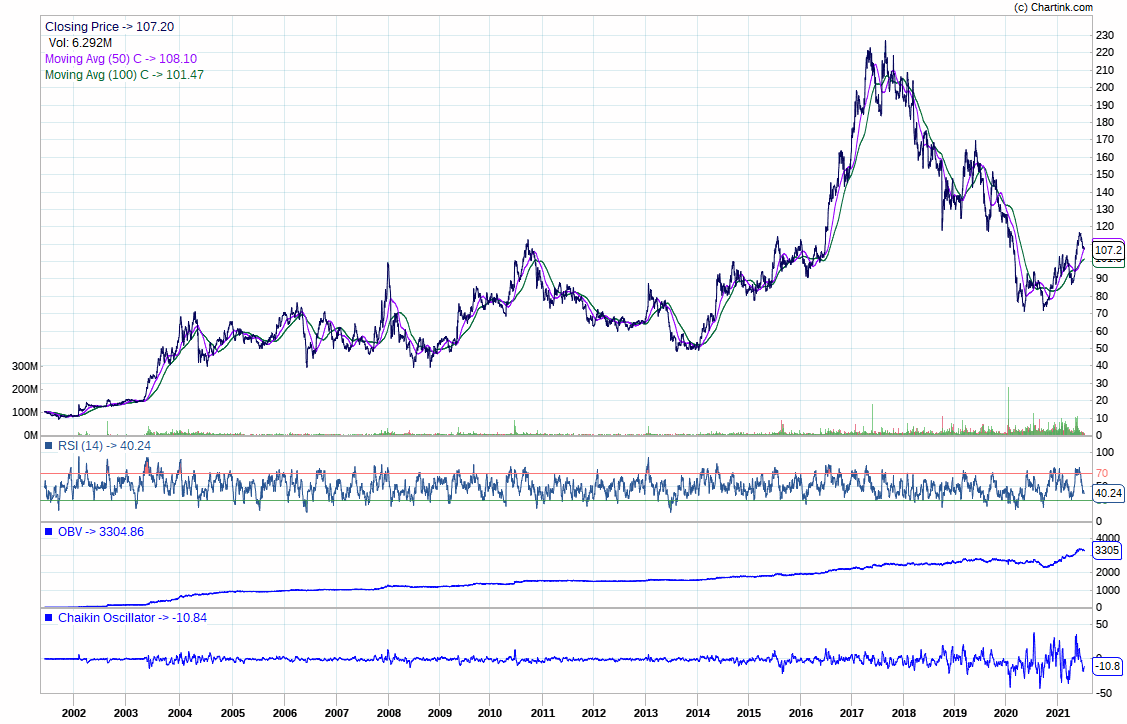 (c) Chartink.com
Closing Price -> 107.20
Vol: 6.292M
Moving Avg (50) C -> 108.10
Moving Avg (100) C -> 101.47
230
220
210
200
190
180
170
160
150
140
130
120
107.2
90
80
70
60
50
40
30
20
10
0
300M
200M
100M
0M
RSI (14) -> 40.24
100
70
40.24
0
OBV -> 3304.86
4000
3305
2000
1000
0
Chaikin Oscillator -> -10.84
50
-10.8
-50
2002 2003 2004 2005 2006 2007 2008 2009 2010 2011 2012 2013 2014 2015 2016 2017 2018 2019 2020 2021